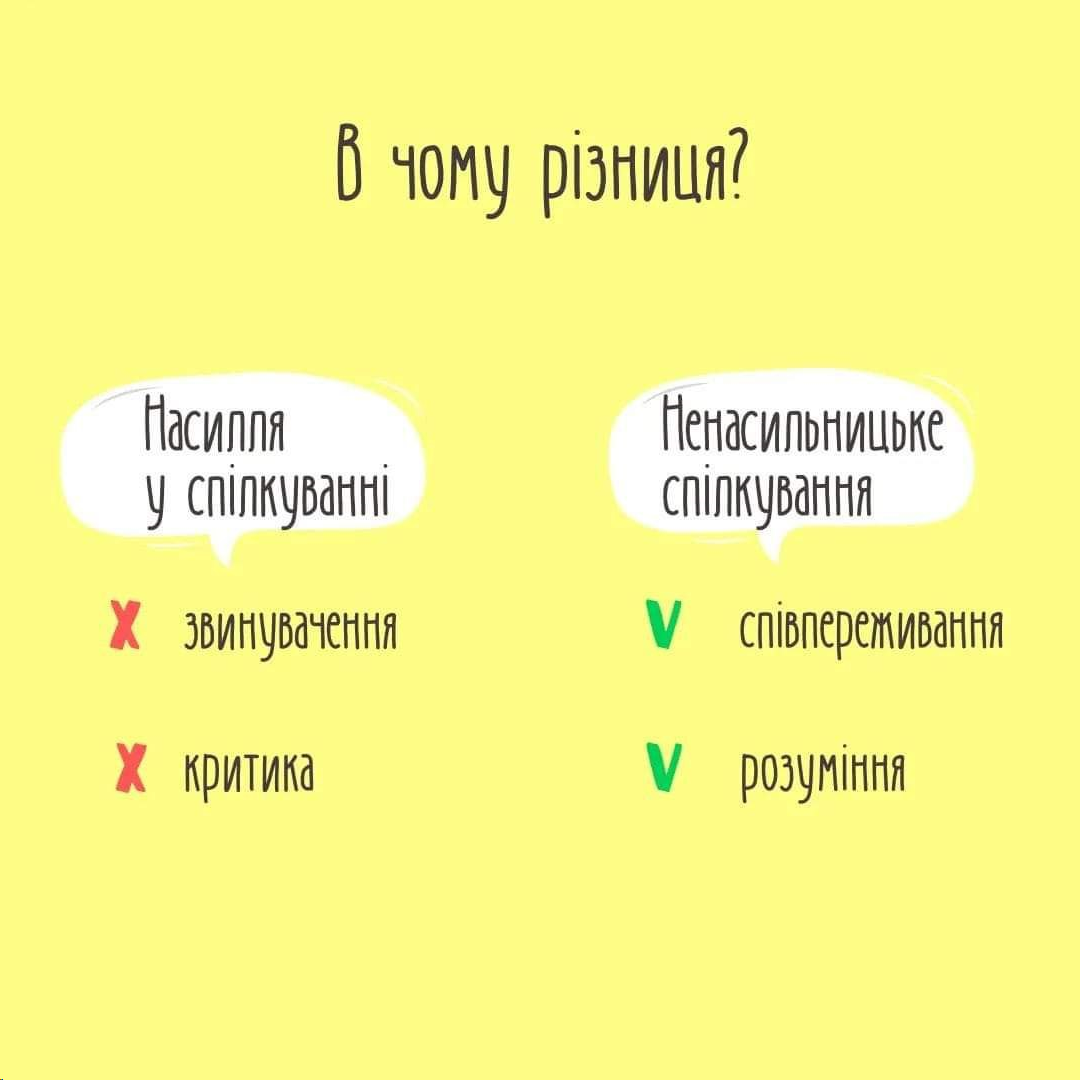 В чому різниця?
Насилля
у спілкуванні
X звинувачення
X критика
Ненасильницьке
спілкування
V співпереживання
V розуміння